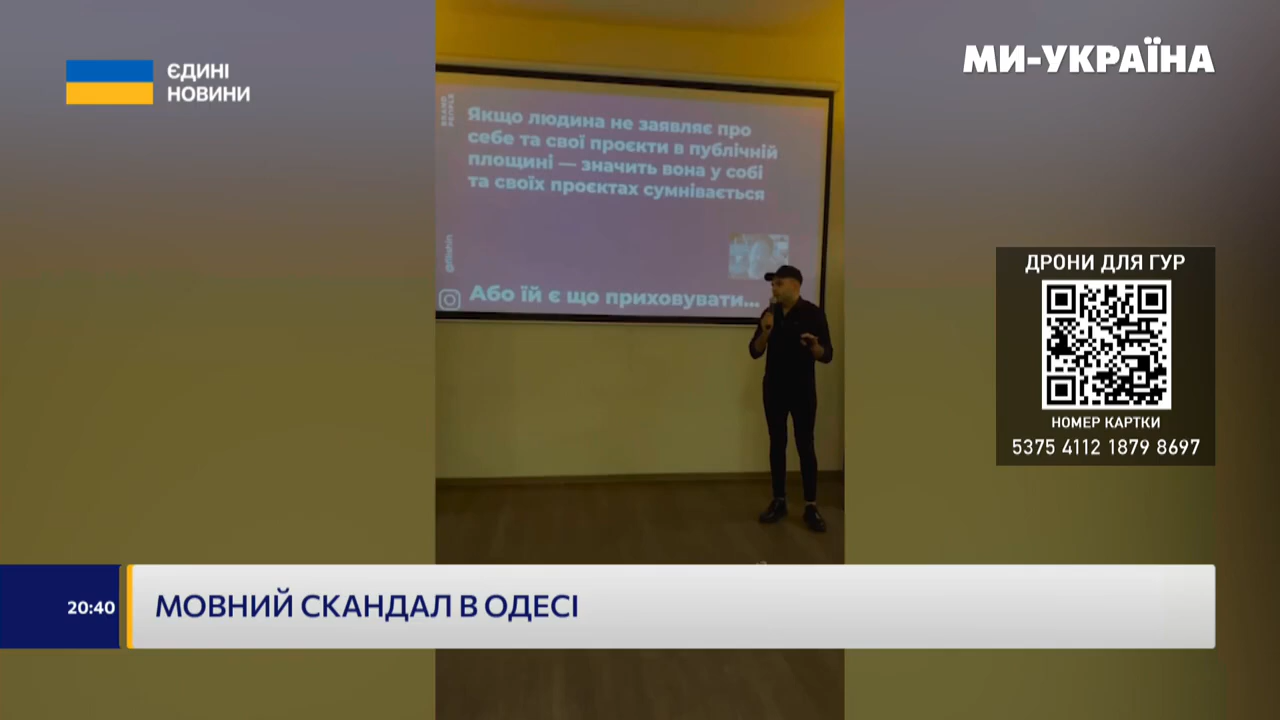 ЄДИНІ
НОВИНИ
МИ-УКРАЇНА
BRAND
PEOPLE
Якщо людина не заявляє про
себе та свої проєкти в публічній
площині — значить вона у собі
та своїх проєктах сумнівається
Або їй є що приховувати...
ДРОНИ ДЛЯ ГУР
НОМЕР КАРТКИ
5375 4112 1879 8697
20:40
МОВНИЙ СКАНДАЛ В ОДЕСІ